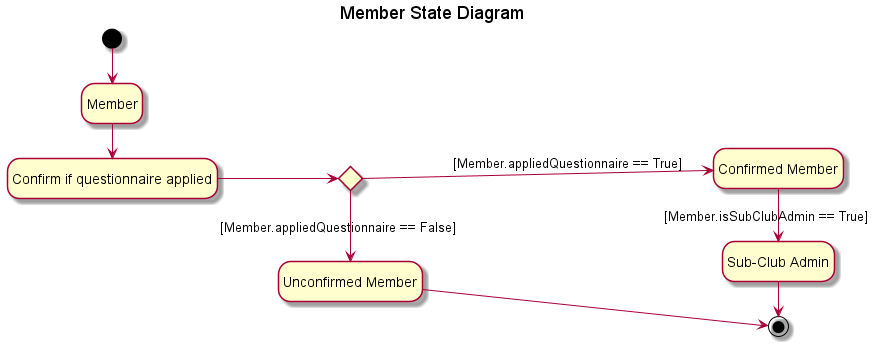 Member State Diagram
Member
[Member.appliedQuestionnaire == True]
Confirmed Member
Confirm if questionnaire applied
[Member.isSubClubAdmin == True]
[Member.appliedQuestionnaire == False]
Sub-Club Admin
Unconfirmed Member